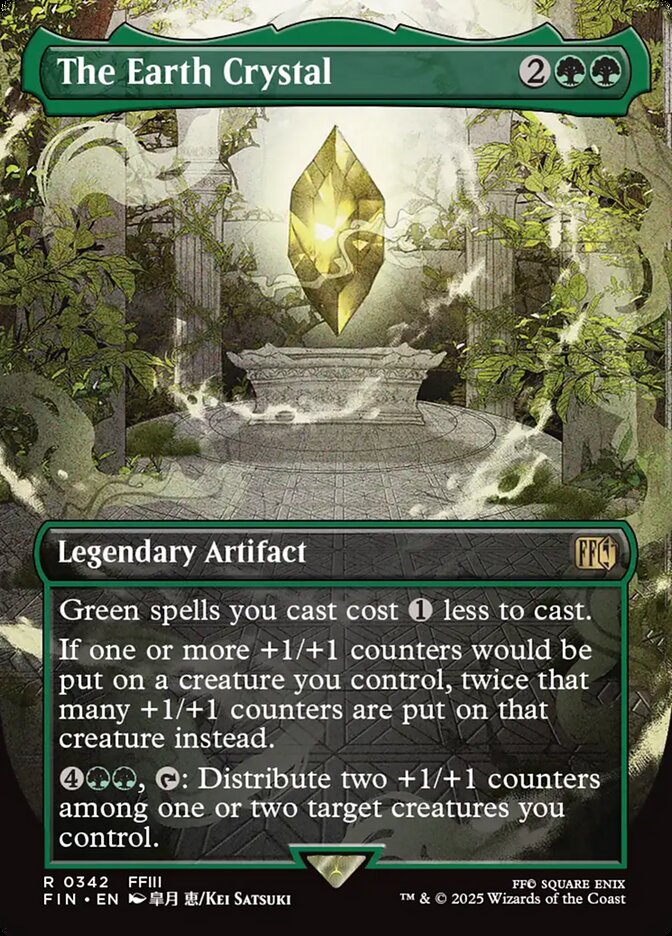 The Earth Crystal 2
Legendary Artifact FFC
Green spells you cast cost 1 less to cast.
If one or more +1/+1 counters would be
put on a creature you control, twice that
many +1/+1 counters are put on that
creature instead.
4, : Distribute two +1/+1 counters
among one or two target creatures you
control.
R 0342 FFIII
FIN • EN 皐月 恵/Kei Satsuki
FF© SQUARE ENIX
™ & © 2025 Wizards of the Coast